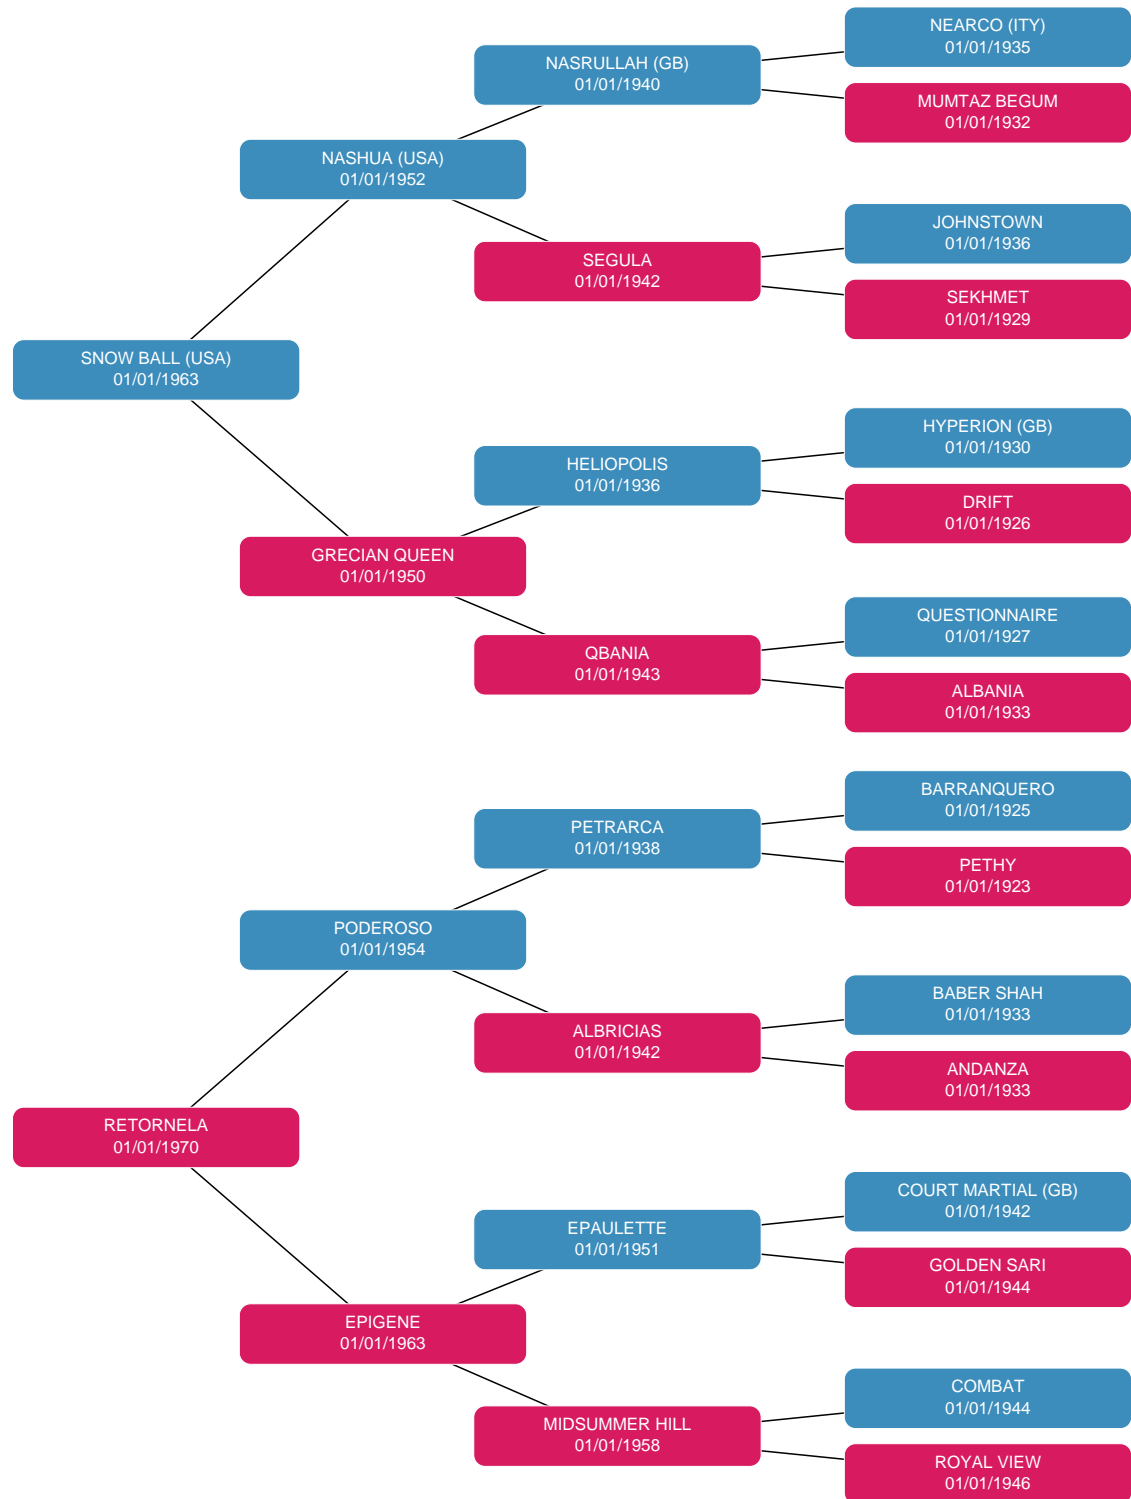 NEARCO (ITY)
01/01/1935
NASRULLAH (GB)
01/01/1940
MUMTAZ BEGUM
01/01/1932
NASHUA (USA)
01/01/1952
JOHNSTOWN
01/01/1936
SEGULA
01/01/1942
SEKHMET
01/01/1929
SNOW BALL (USA)
01/01/1963
HYPERION (GB)
01/01/1930
HELIOPOLIS
01/01/1936
DRIFT
01/01/1926
GRECIAN QUEEN
01/01/1950
QUESTIONNAIRE
01/01/1927
QBANIA
01/01/1943
ALBANIA
01/01/1933
BARRANQUERO
01/01/1925
PETRARCA
01/01/1938
PETHY
01/01/1923
PODEROSO
01/01/1954
BABER SHAH
01/01/1933
ALBRICIAS
01/01/1942
ANDANZA
01/01/1933
RETORNELA
01/01/1970
COURT MARTIAL (GB)
01/01/1942
EPAULETTE
01/01/1951
GOLDEN SARI
01/01/1944
EPIGENE
01/01/1963
COMBAT
01/01/1944
MIDSUMMER HILL
01/01/1958
ROYAL VIEW
01/01/1946